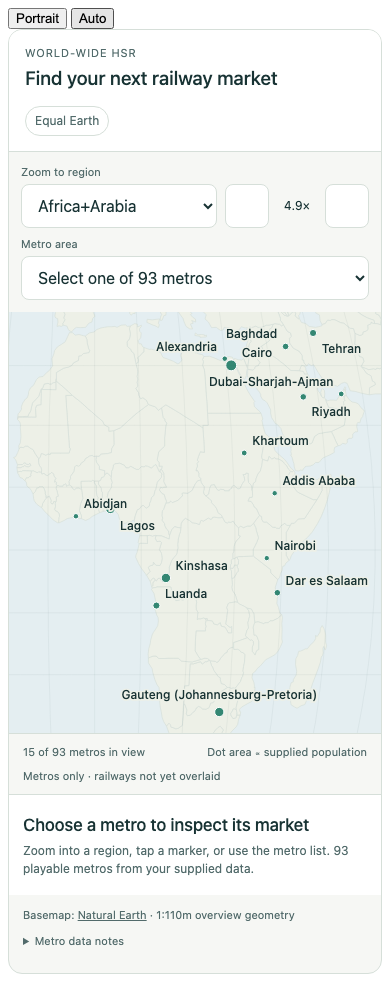 Portrait Auto
WORLD-WIDE HSR
Find your next railway market
Equal Earth
Zoom to region
Africa+Arabia 4.9×
Metro area
Select one of 93 metros
Baghdad
Alexandria Cairo Tehran
Dubai-Sharjah-Ajman
Riyadh
Khartoum
Addis Ababa
Abidjan
Lagos
Nairobi
Kinshasa
Dar es Salaam
Luanda
Gauteng (Johannesburg-Pretoria)
15 of 93 metros in view Dot area = supplied population
Metros only · railways not yet overlaid
Choose a metro to inspect its market
Zoom into a region, tap a marker, or use the metro list. 93
playable metros from your supplied data.
Basemap: Natural Earth · 1:110m overview geometry
▶ Metro data notes